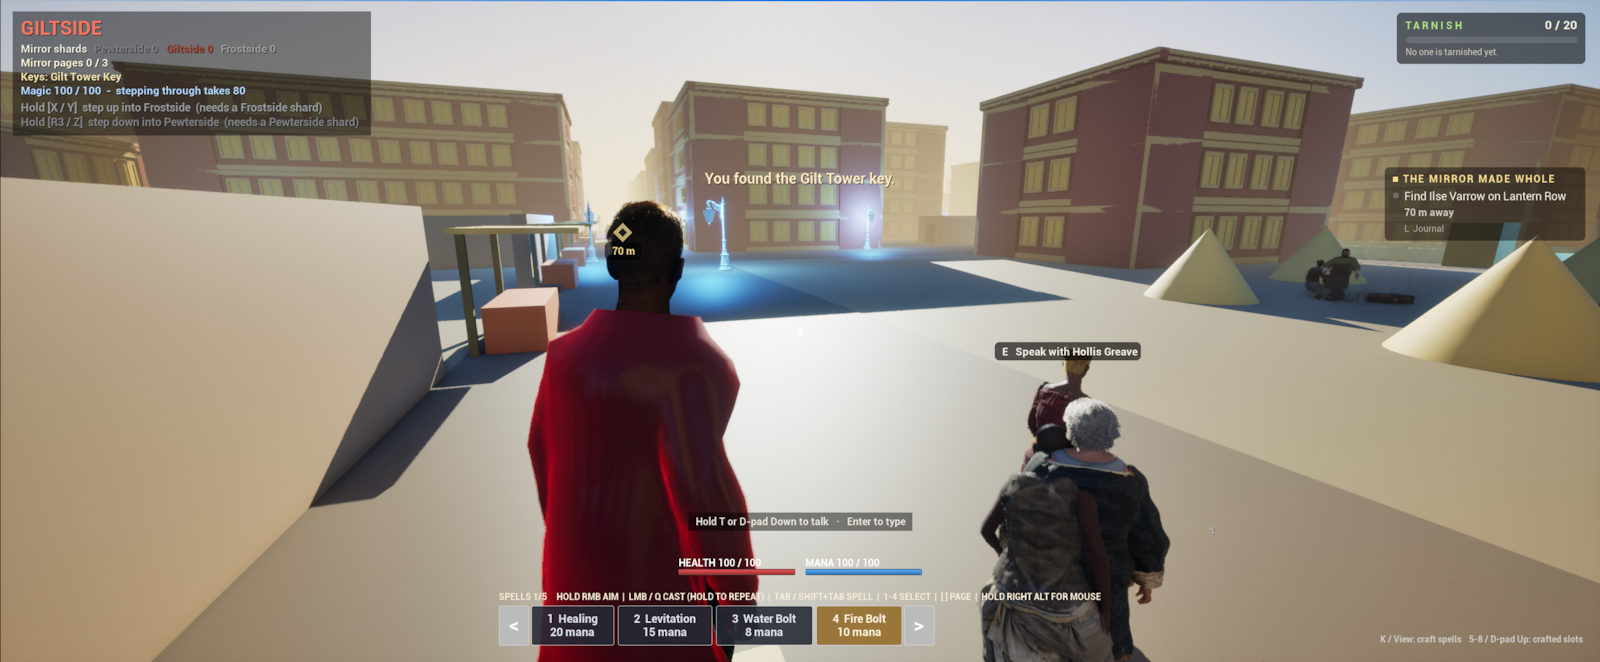 GILTSIDE
Mirror shards Pewterside 0 Giltside 0 Frostside 0
Mirror pages 0 / 3
Keys: Gilt Tower Key
Magic 100 / 100 - stepping through takes 80
Hold [X / Y] step up into Frostside (needs a Frostside shard)
Hold [R3 / Z] step down into Pewterside (needs a Pewterside shard)
TARNISH 0 / 20
No one is tarnished yet.
You found the Gilt Tower key.
THE MIRROR MADE WHOLE
Find Ilse Varrow on Lantern Row
70 m away
L Journal
70 m
E Speak with Hollis Greave
Hold T or D-pad Down to talk · Enter to type
HEALTH 100 / 100 MANA 100 / 100
SPELLS 1/5 HOLD RMB AIM | LMB / Q CAST (HOLD TO REPEAT) | TAB / SHIFT+TAB SPELL | 1-4 SELECT | [ ] PAGE | HOLD RIGHT ALT FOR MOUSE
< 1 Healing 2 Levitation 3 Water Bolt 4 Fire Bolt >
20 mana 15 mana 8 mana 10 mana
K / View: craft spells 5-8 / D-pad Up: crafted slots